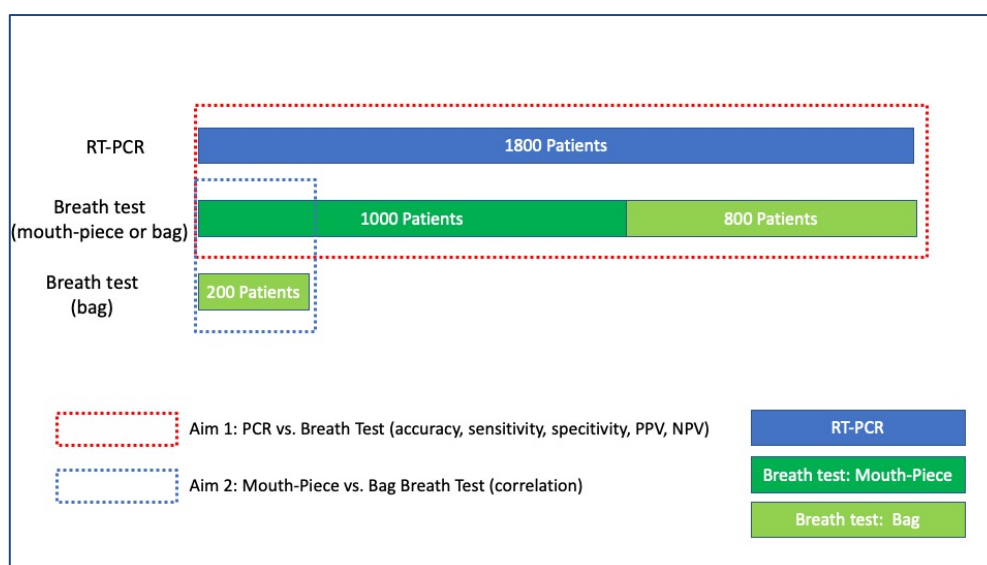 RT-PCR
1800 Patients
Breath test
(mouth-piece or bag)
1000 Patients
800 Patients
Breath test
(bag)
200 Patients
Aim 1: PCR vs. Breath Test (accuracy, sensitivity, specitivity, PPV, NPV)
RT-PCR
Breath test: Mouth-Piece
Aim 2: Mouth-Piece vs. Bag Breath Test (correlation)
Breath test: Bag